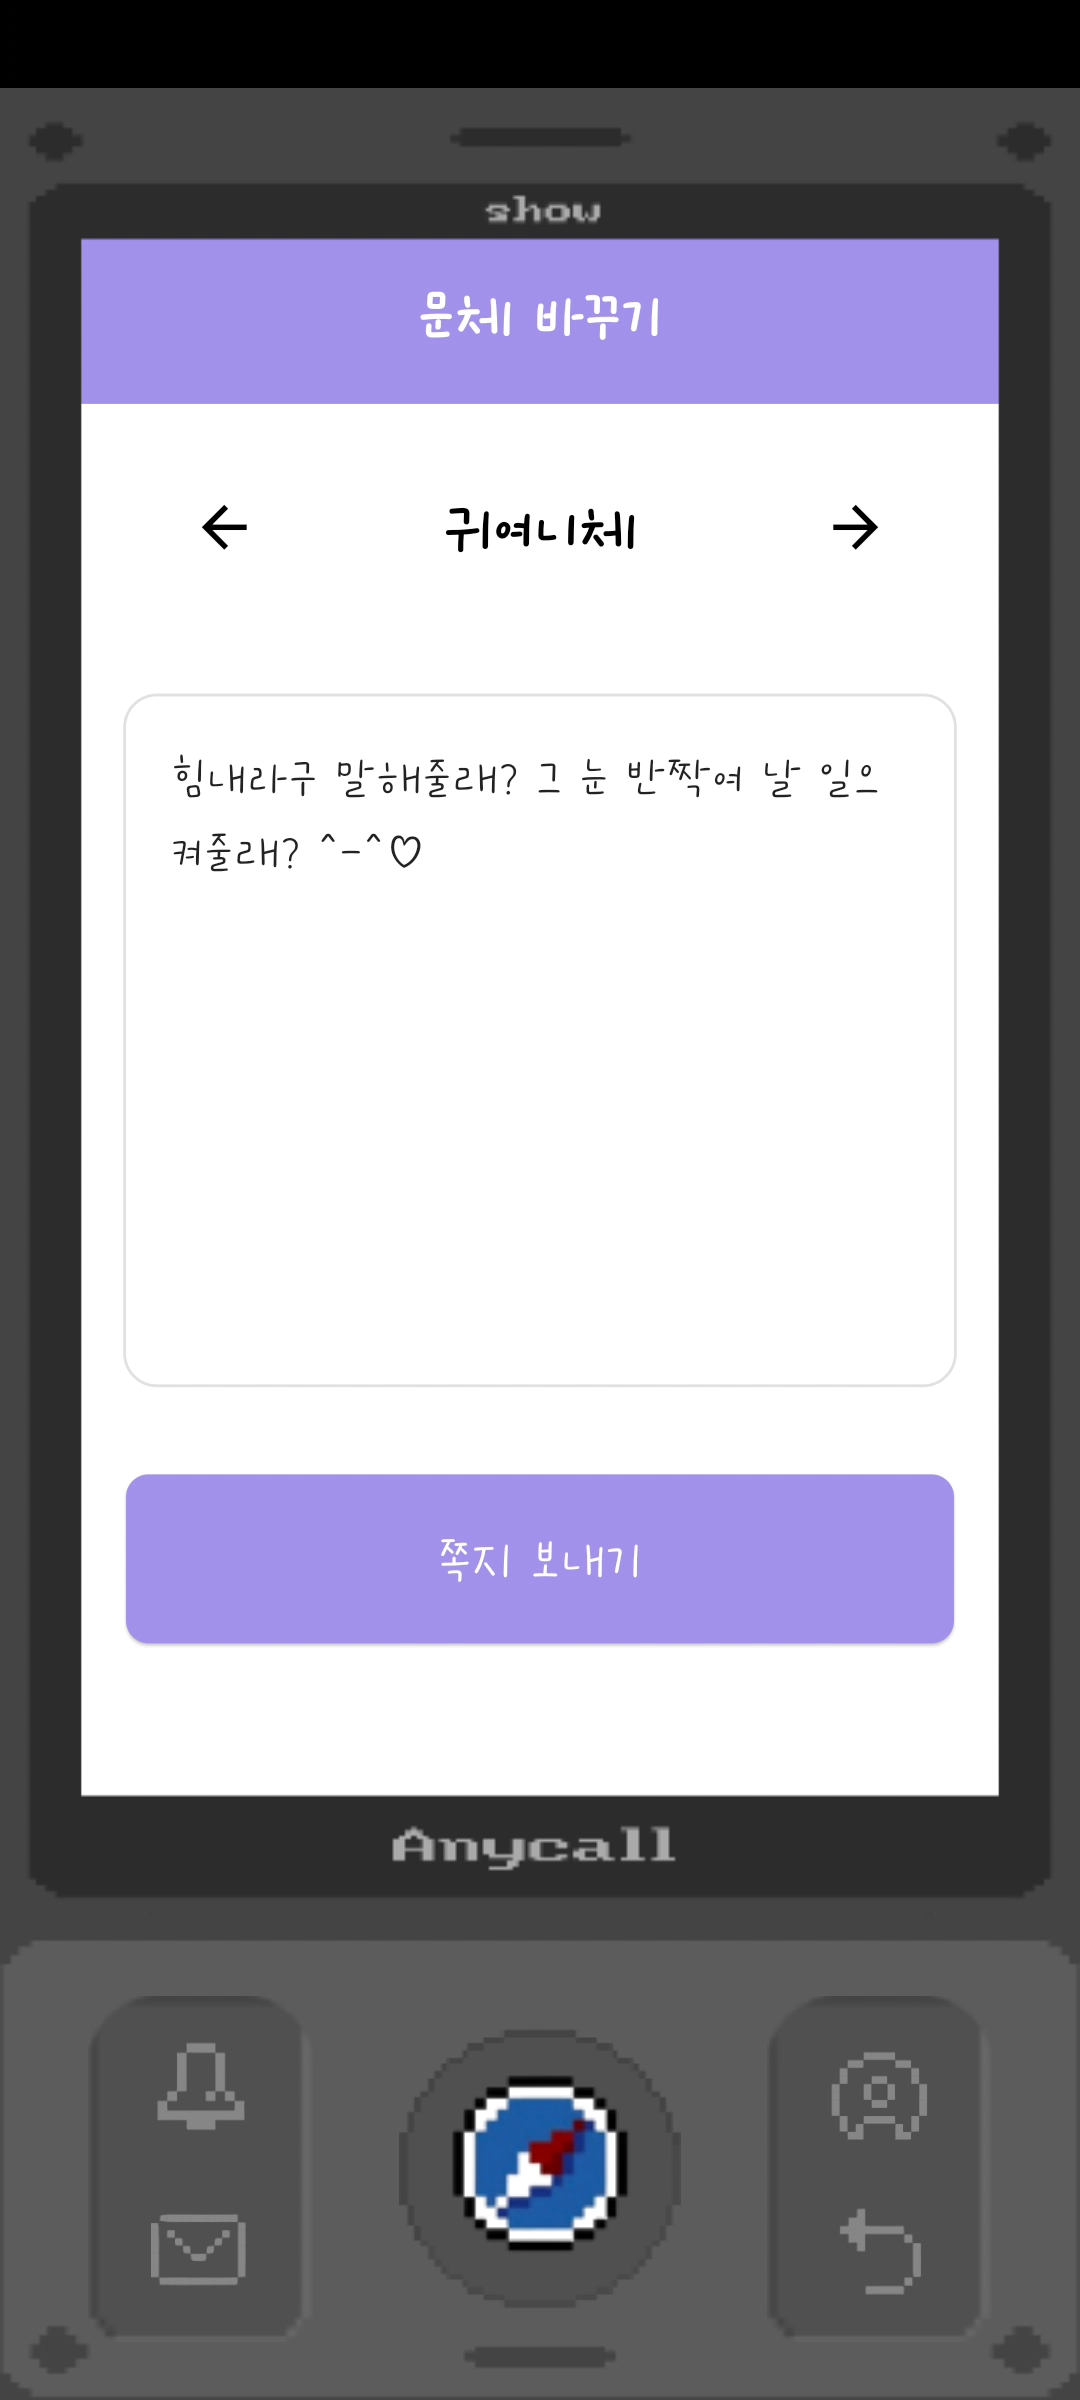 show
문체 바꾸기
귀여니체
힘내라구 말해줄래? 그 눈 반짝여 날 일으
켜줄래? ^-^♡
쪽지 보내기
Anycall